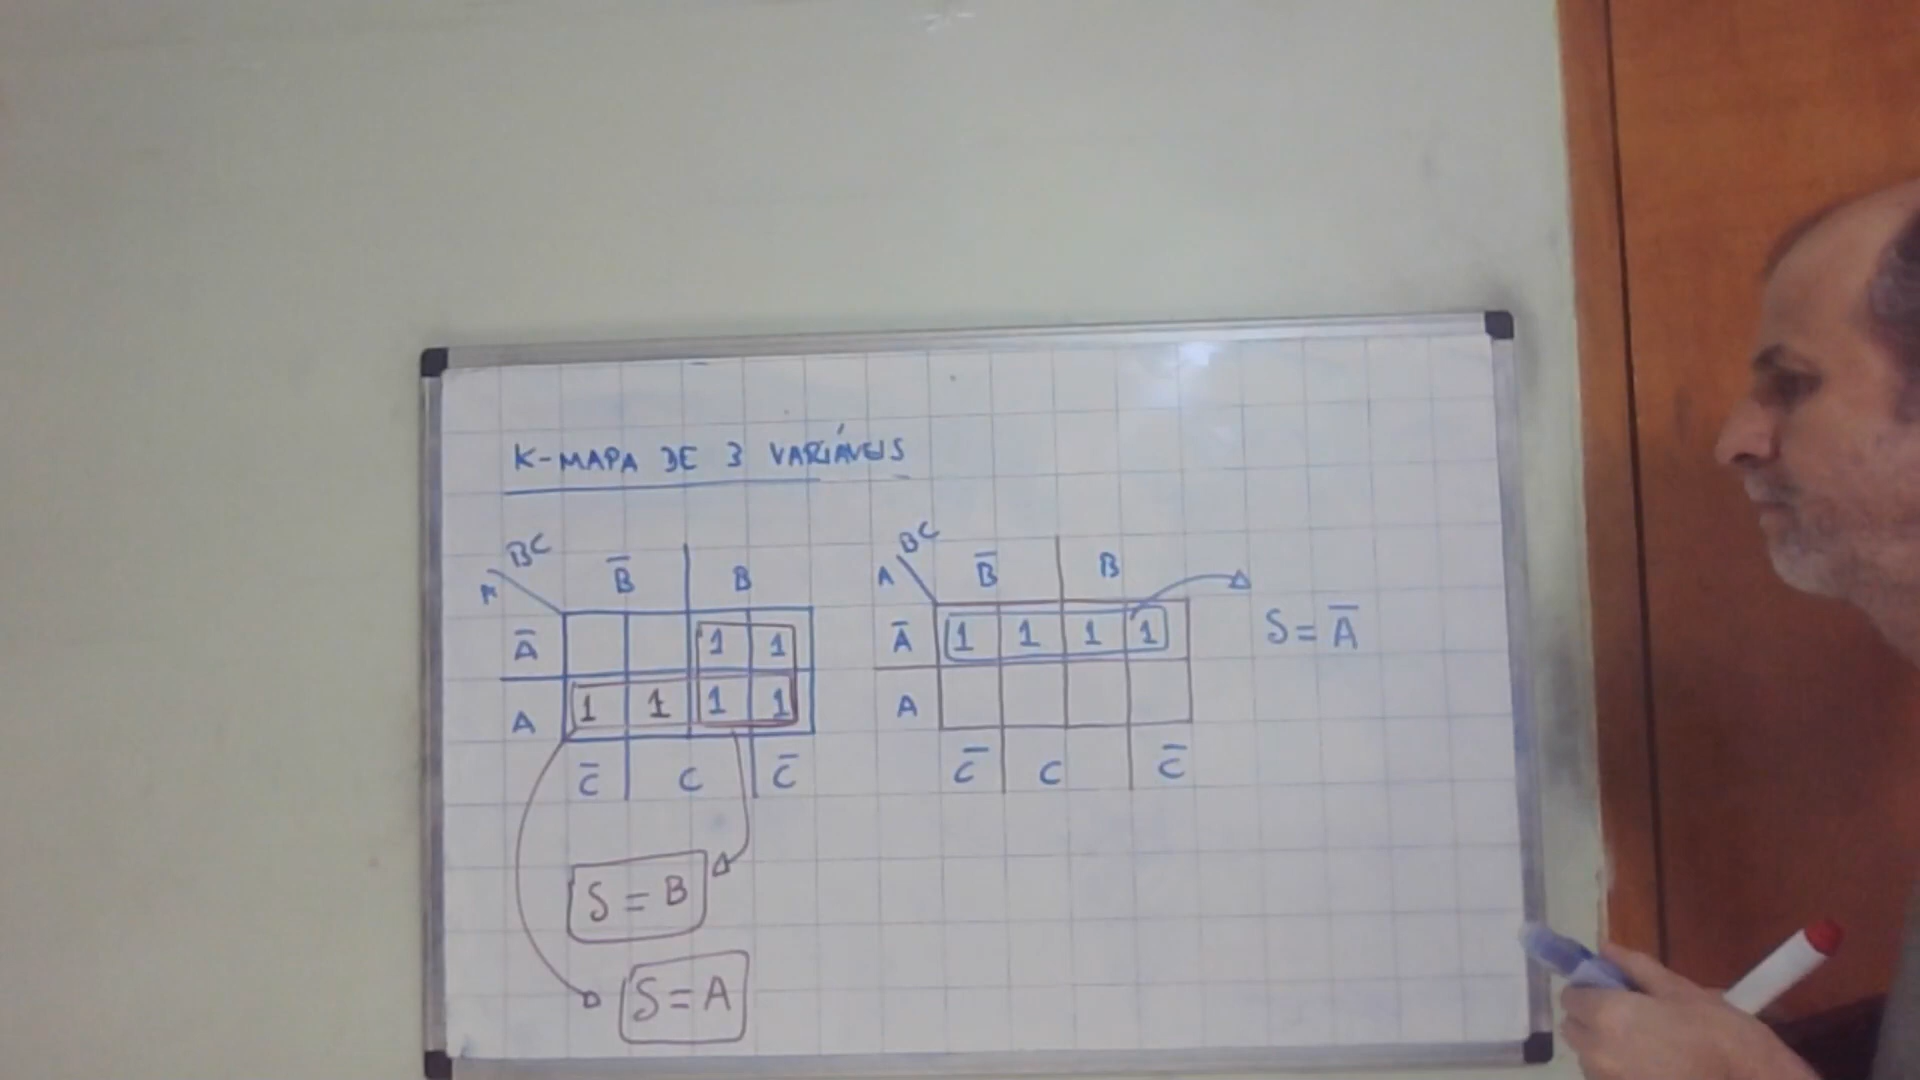 K-MAPA DE 3 VARIÁVEIS
BC
A
B̅ B
A̅ 1 1
A 1 1 1 1
C̅ C C̅
S = B
S = A
BC
A
B̅ B
A̅ 1 1 1 1
A
C̅ C C̅
S = A̅